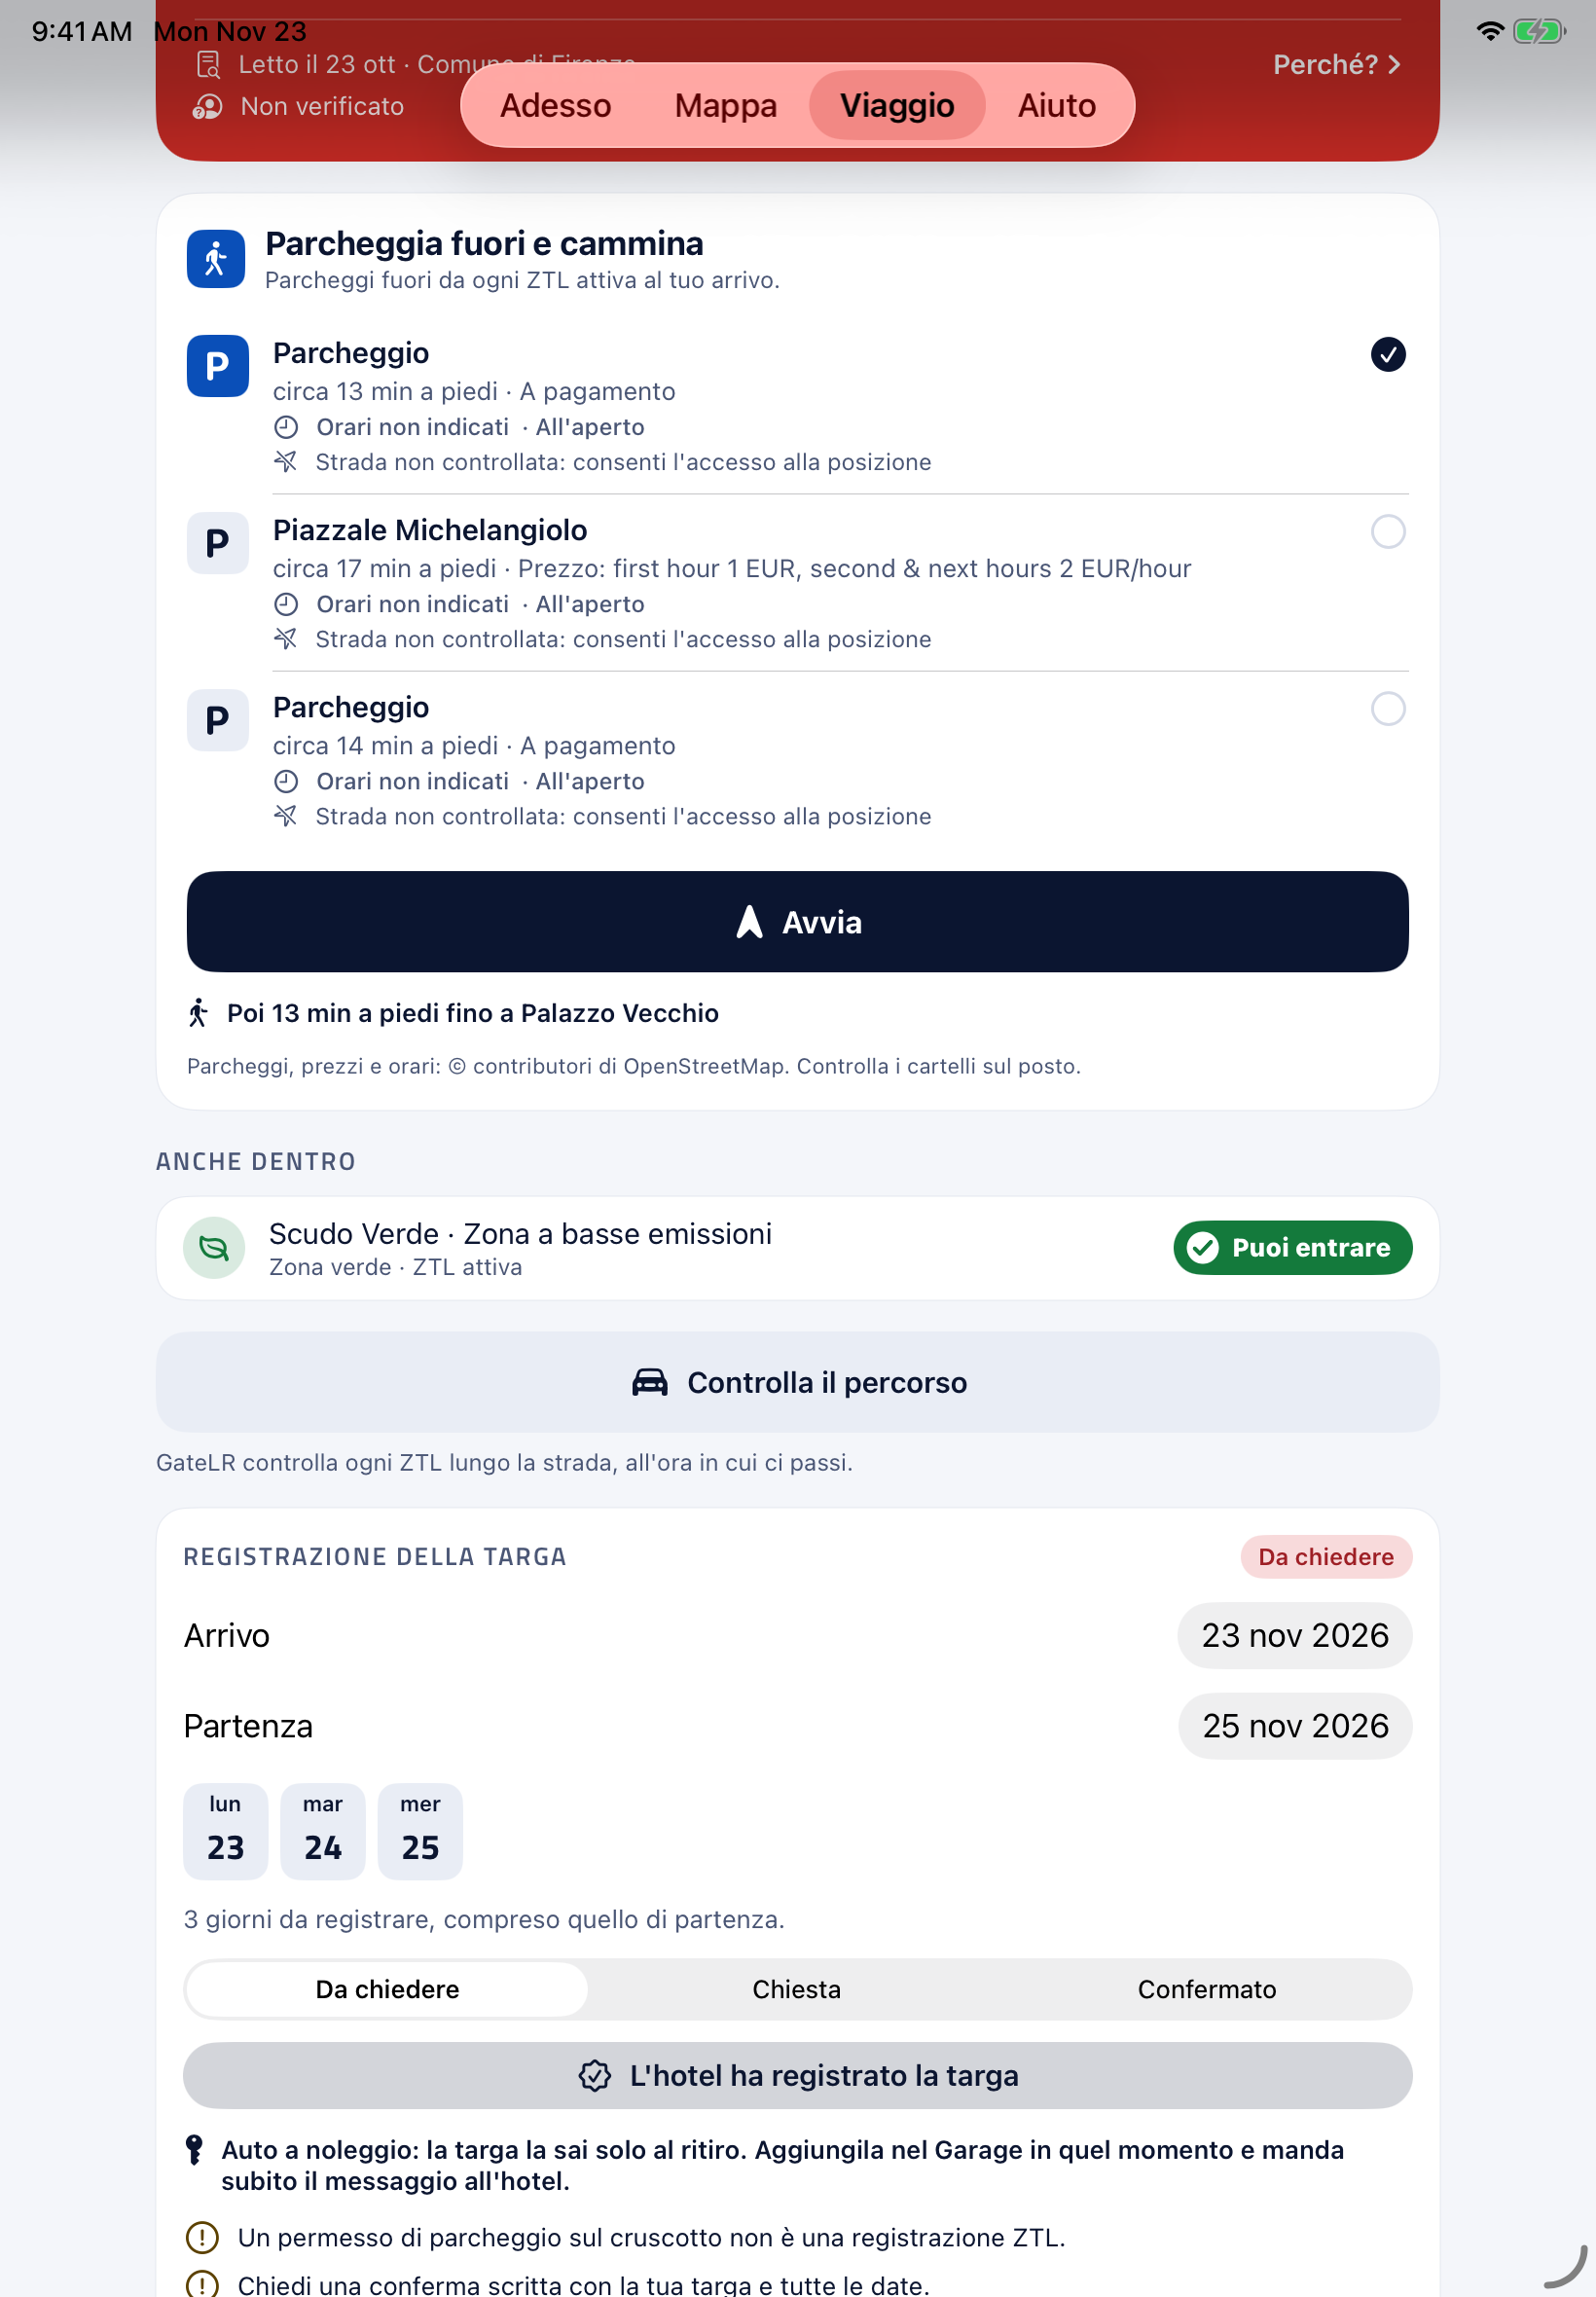 9:41 AM Mon Nov 23
Letto il 23 ott · Comune di Firenze
Perché?
Non verificato
Adesso
Mappa
Viaggio
Aiuto
Parcheggia fuori e cammina
Parcheggi fuori da ogni ZTL attiva al tuo arrivo.
P
Parcheggio
circa 13 min a piedi · A pagamento
Orari non indicati · All'aperto
Strada non controllata: consenti l'accesso alla posizione
P
Piazzale Michelangiolo
circa 17 min a piedi · Prezzo: first hour 1 EUR, second & next hours 2 EUR/hour
Orari non indicati · All'aperto
Strada non controllata: consenti l'accesso alla posizione
P
Parcheggio
circa 14 min a piedi · A pagamento
Orari non indicati · All'aperto
Strada non controllata: consenti l'accesso alla posizione
Avvia
Poi 13 min a piedi fino a Palazzo Vecchio
Parcheggi, prezzi e orari: © contributori di OpenStreetMap. Controlla i cartelli sul posto.
ANCHE DENTRO
Scudo Verde · Zona a basse emissioni
Zona verde · ZTL attiva
Puoi entrare
Controlla il percorso
GateLR controlla ogni ZTL lungo la strada, all'ora in cui ci passi.
REGISTRAZIONE DELLA TARGA
Da chiedere
Arrivo
23 nov 2026
Partenza
25 nov 2026
lun mar mer
23 24 25
3 giorni da registrare, compreso quello di partenza.
Da chiedere
Chiesta
Confermato
L'hotel ha registrato la targa
Auto a noleggio: la targa la sai solo al ritiro. Aggiungila nel Garage in quel momento e manda
subito il messaggio all'hotel.
Un permesso di parcheggio sul cruscotto non è una registrazione ZTL.
Chiedi una conferma scritta con la tua targa e tutte le date.